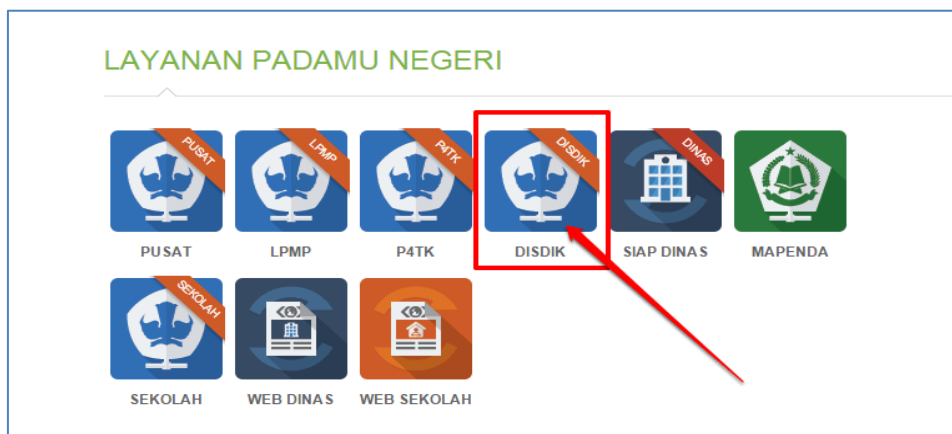 LAYANAN PADAMU NEGERI
PUSAT
LPMP
P4TK
DISDIK
DINAS
PUSAT
LPMP
P4TK
DISDIK
SIAP DINAS
MAPENDA
SEKOLAH
SEKOLAH
WEB DINAS
WEB SEKOLAH